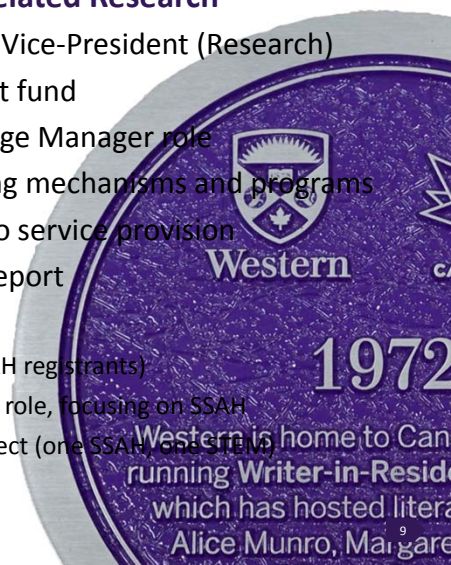 elated Research
Vice-President (Research)
t fund
ge Manager role
ng mechanisms and programs
o service provision
eport
H registrants)
role, focusing on SSAH
ect (one SSAH, one STEM)
Western
CA
1972
Western is home to Can
running Writer-in-Reside
which has hosted litera
Alice Munro, Margare
9